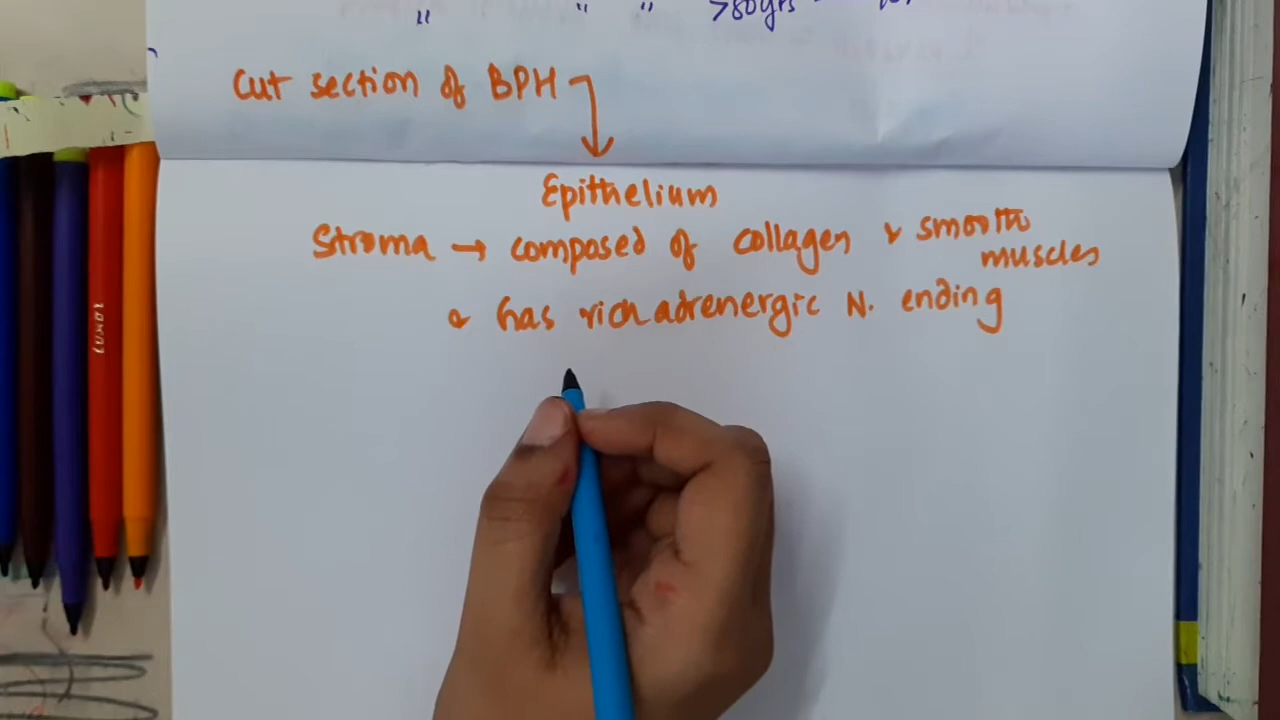 " " " >80yrs
Cut section of BPH
Epithelium
Stroma → composed of collagen & smooth
muscles
& has rich adrenergic N. ending